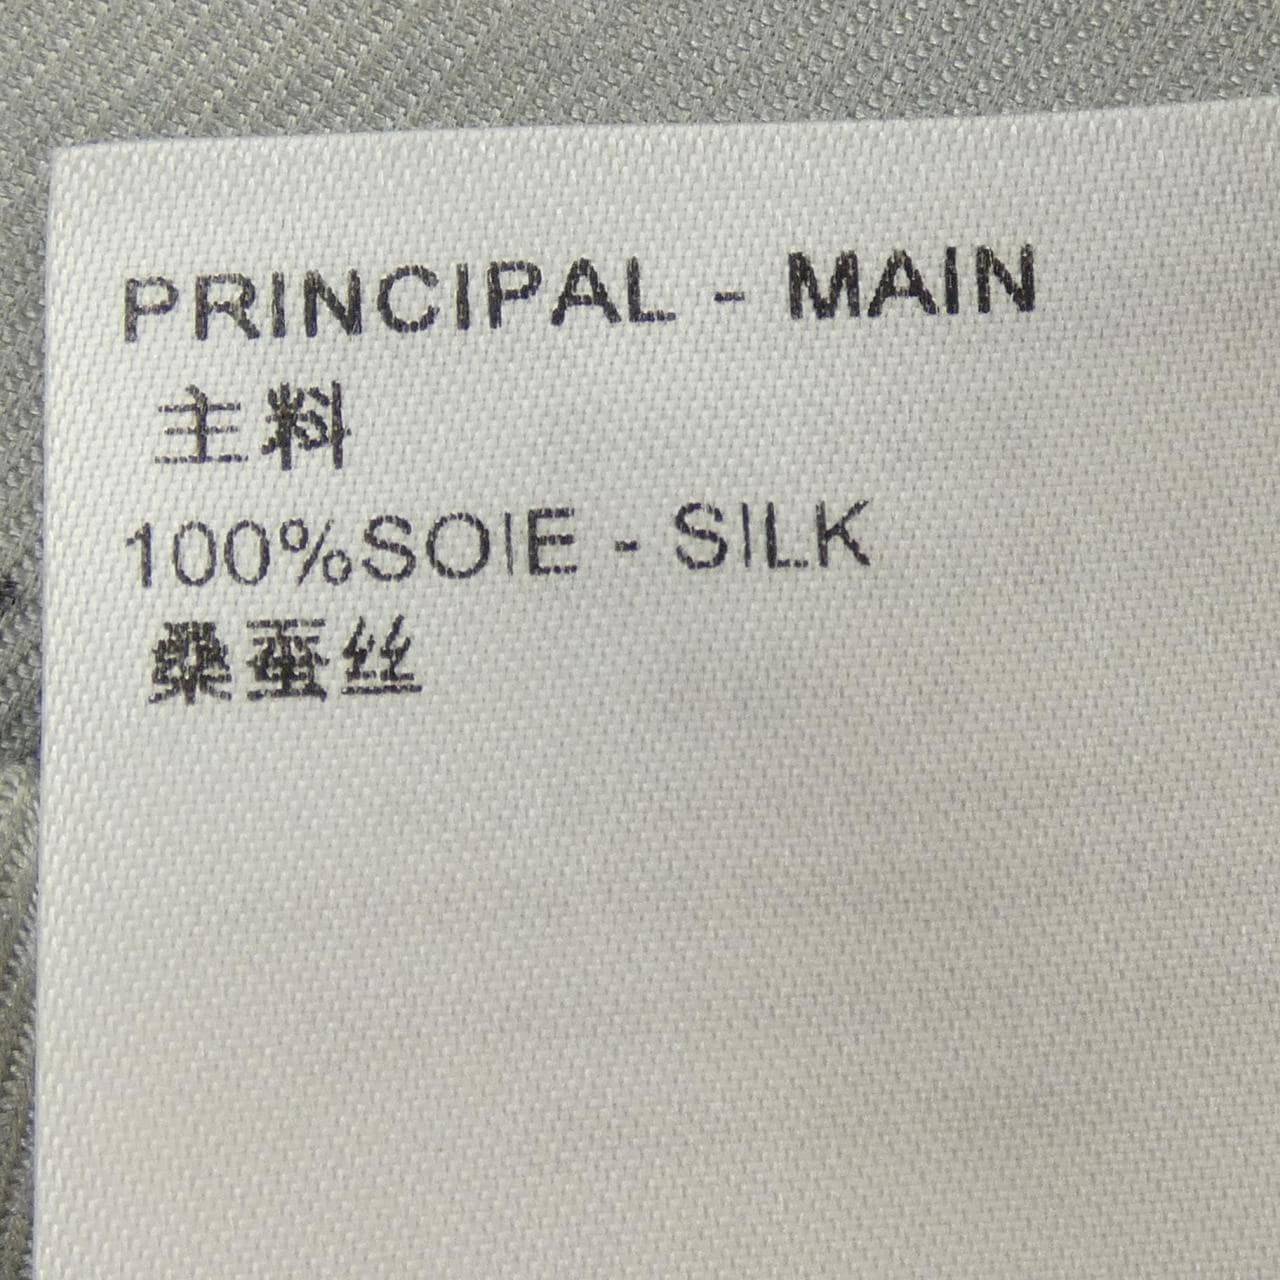 PRINCIPAL - MAIN
主料
100%SOIE - SILK
桑蚕丝